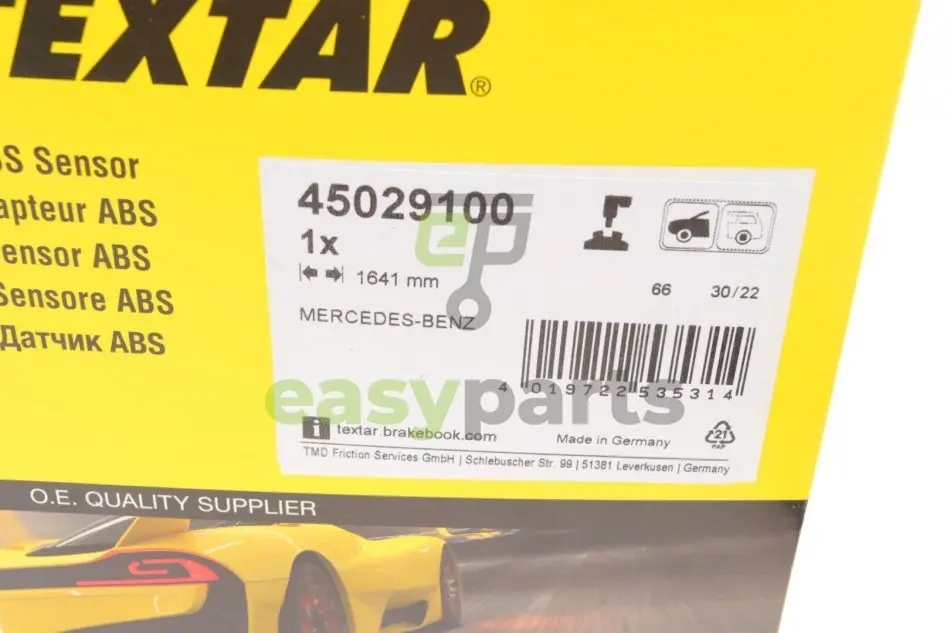 TEXTAR®
SS Sensor
apteur ABS
ensor ABS
Sensore ABS
Датчик ABS
45029100
ep
1x
1641 mm
66 30/22
MERCEDES-BENZ
4 019722 535314
easyparts
i textar.brakebook.com Made in Germany
21
PAP
TMD Friction Services GmbH | Schlebuscher Str. 99 | 51381 Leverkusen | Germany
O.E. QUALITY SUPPLIER